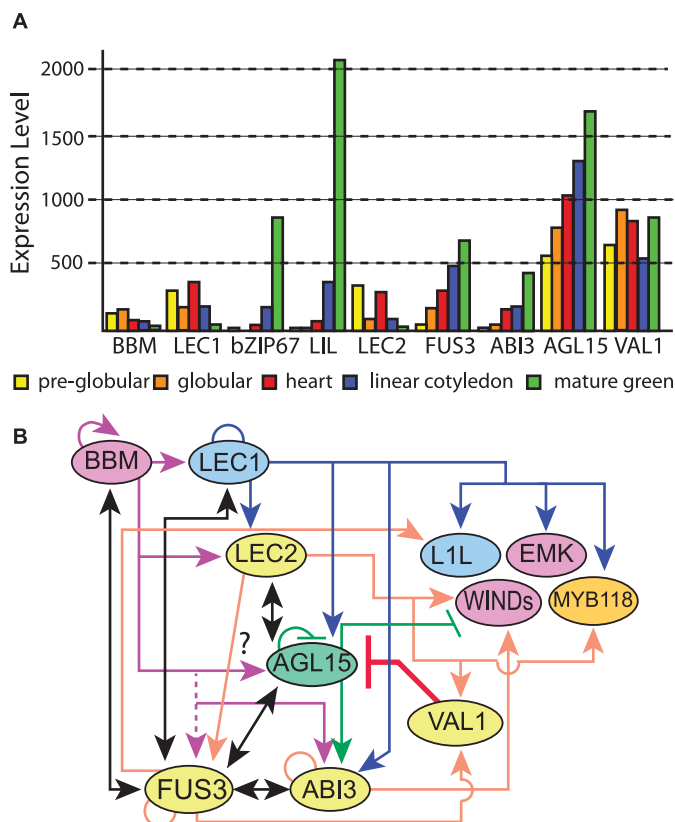 A
Expression Level
2000
1500
1000
500
BBM LEC1 bZIP67 LIL LEC2 FUS3 ABI3 AGL15 VAL1
pre-globular globular heart linear cotyledon mature green
B
BBM LEC1
LEC2 L1L EMK
WINDs MYB118
?
AGL15
VAL1
FUS3 ABI3